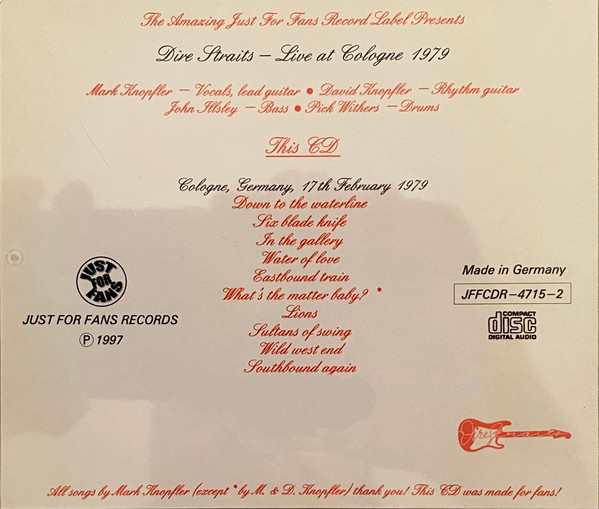 The Amazing Just For Fans Record Label Presents
Dire Straits – Live at Cologne 1979
Mark Knopfler – Vocals, lead guitar ● David Knopfler – Rhythm guitar
John Illsley – Bass ● Pick Withers – Drums
This CD
Cologne, Germany, 17th February 1979
Down to the waterline
Six blade knife
In the gallery
Water of love
Eastbound train
What's the matter baby? *
Lions
Sultans of swing
Wild west end
Southbound again
JUST FOR FANS
JUST FOR FANS RECORDS
Ⓟ 1997
Made in Germany
JFFCDR–4715–2
COMPACT
disc
DIGITAL AUDIO
All songs by Mark Knopfler (except * by M. & D. Knopfler) thank you! This CD was made for fans!